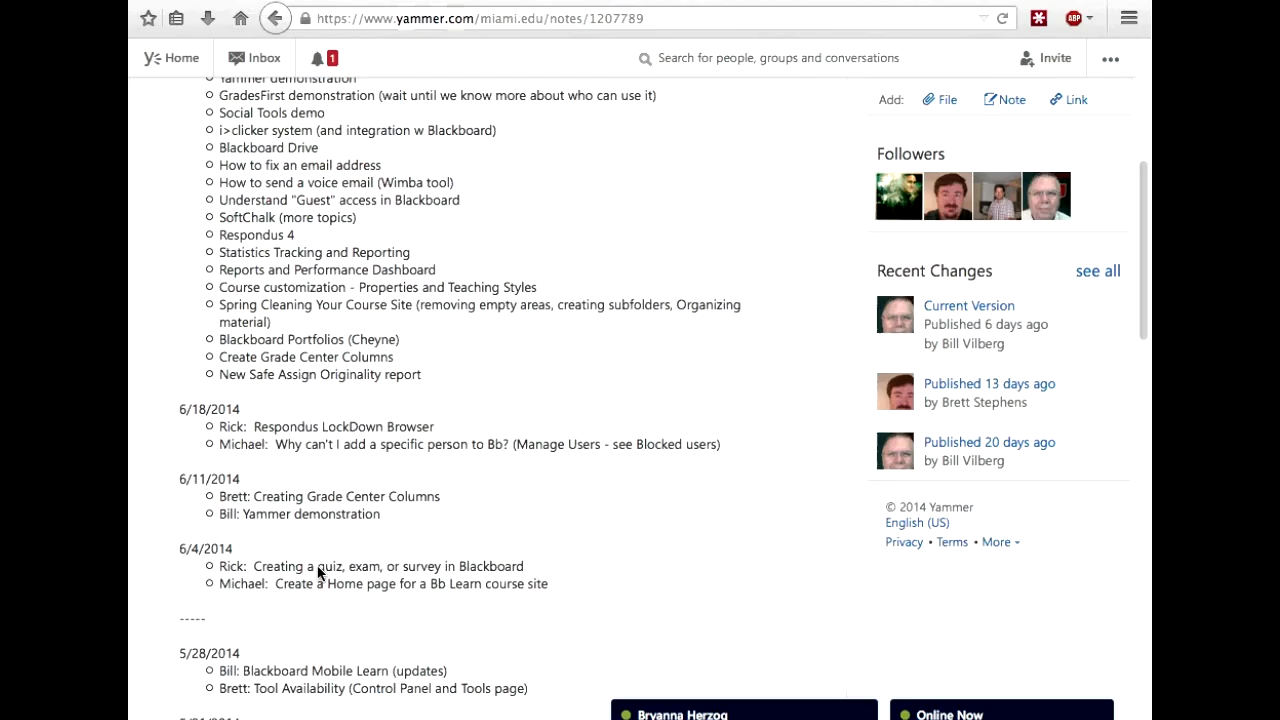 https://www.yammer.com/miami.edu/notes/1207789
ABP
Home
Inbox
1
Search for people, groups and conversations
Invite
Yammer demonstration
GradesFirst demonstration (wait until we know more about who can use it)
Social Tools demo
i>clicker system (and integration w Blackboard)
Blackboard Drive
How to fix an email address
How to send a voice email (Wimba tool)
Understand "Guest" access in Blackboard
SoftChalk (more topics)
Respondus 4
Statistics Tracking and Reporting
Reports and Performance Dashboard
Course customization - Properties and Teaching Styles
Spring Cleaning Your Course Site (removing empty areas, creating subfolders, Organizing
material)
Blackboard Portfolios (Cheyne)
Create Grade Center Columns
New Safe Assign Originality report
6/18/2014
Rick: Respondus LockDown Browser
Michael: Why can't I add a specific person to Bb? (Manage Users - see Blocked users)
6/11/2014
Brett: Creating Grade Center Columns
Bill: Yammer demonstration
6/4/2014
Rick: Creating a quiz, exam, or survey in Blackboard
Michael: Create a Home page for a Bb Learn course site
-----
5/28/2014
Bill: Blackboard Mobile Learn (updates)
Brett: Tool Availability (Control Panel and Tools page)
Add: File Note Link
Followers
Recent Changes see all
Current Version
Published 6 days ago
by Bill Vilberg
Published 13 days ago
by Brett Stephens
Published 20 days ago
by Bill Vilberg
© 2014 Yammer
English (US)
Privacy • Terms • More
Bryanna Herzog
Online Now